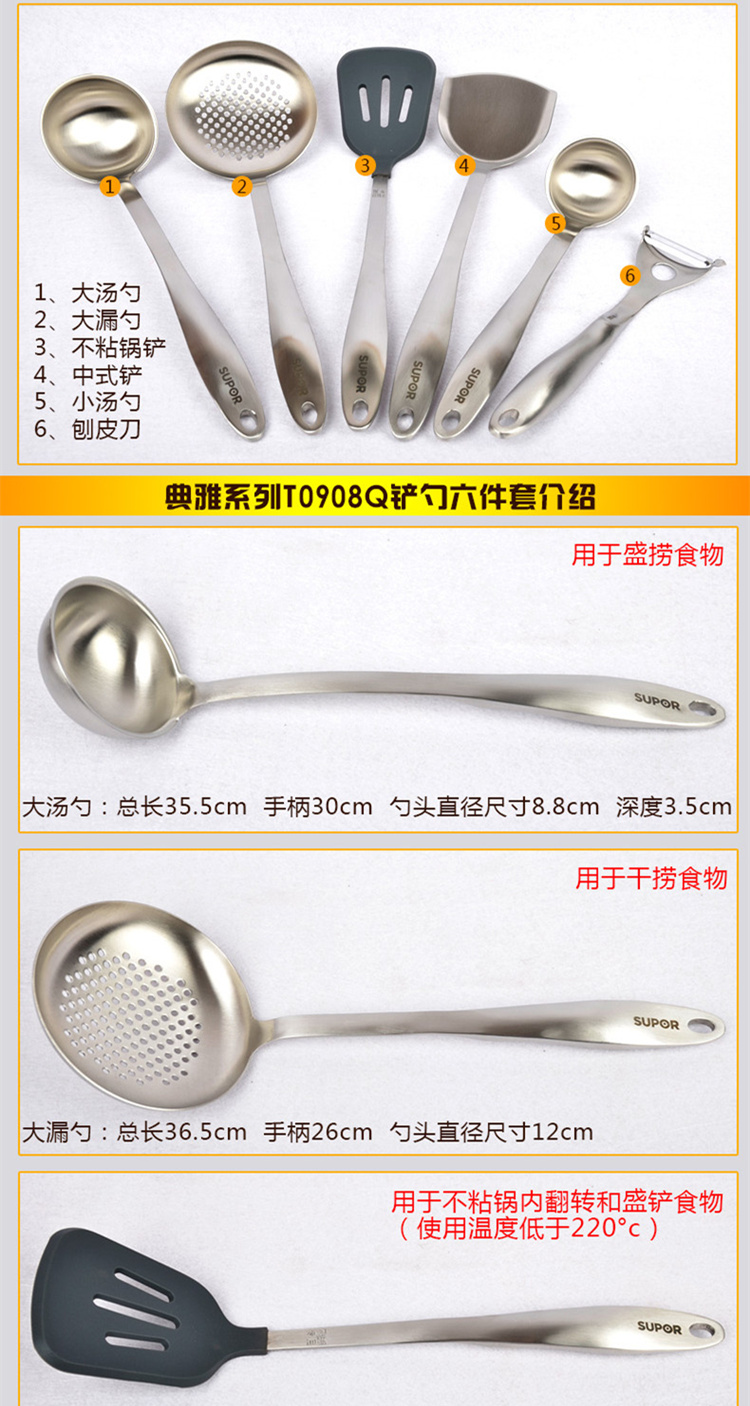 1
2
3
4
5
6
1、大汤勺
2、大漏勺
3、不粘锅铲
4、中式铲
5、小汤勺
6、刨皮刀
SUPOR
SUPOR
SUPOR
SUPOR
SUPOR
典雅系列T0908Q铲勺六件套介绍
用于盛捞食物
SUPOR
大汤勺：总长35.5cm 手柄30cm 勺头直径尺寸8.8cm 深度3.5cm
用于干捞食物
SUPOR
大漏勺：总长36.5cm 手柄26cm 勺头直径尺寸12cm
用于不粘锅内翻转和盛铲食物
（使用温度低于220°c）
SUPOR